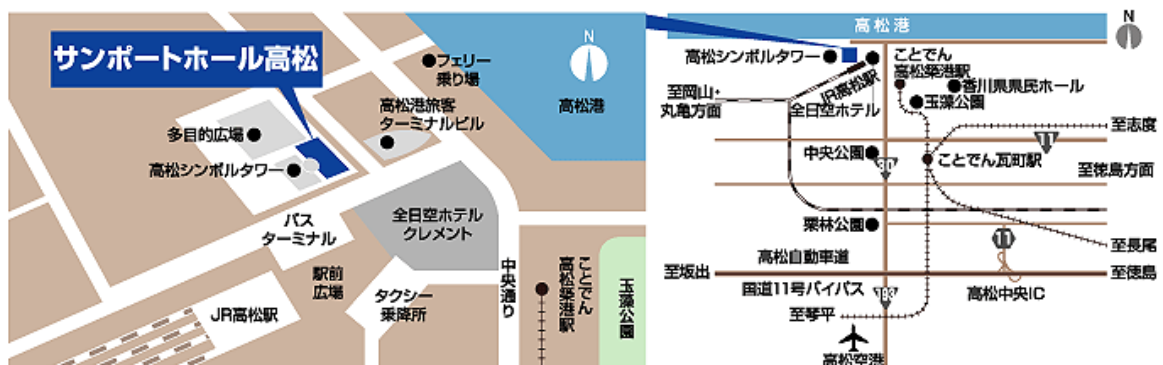 サンポートホール高松
N
フェリー
乗り場
高松港
高松港旅客
ターミナルビル
多目的広場
高松シンボルタワー
バス
ターミナル
全日空ホテル
クレメント
駅前
広場
タクシー
乗降所
JR高松駅
中央通り
ことでん
高松築港駅
玉藻公園
高松港
N
高松シンボルタワー
ことでん
高松築港駅
JR高松駅
香川県県民ホール
玉藻公園
至岡山・
丸亀方面
全日空ホテル
至志度
11
中央公園
30
ことでん瓦町駅
至徳島方面
栗林公園
11
至長尾
高松自動車道
至坂出
至徳島
国道11号バイパス
193
高松中央IC
至琴平
高松空港